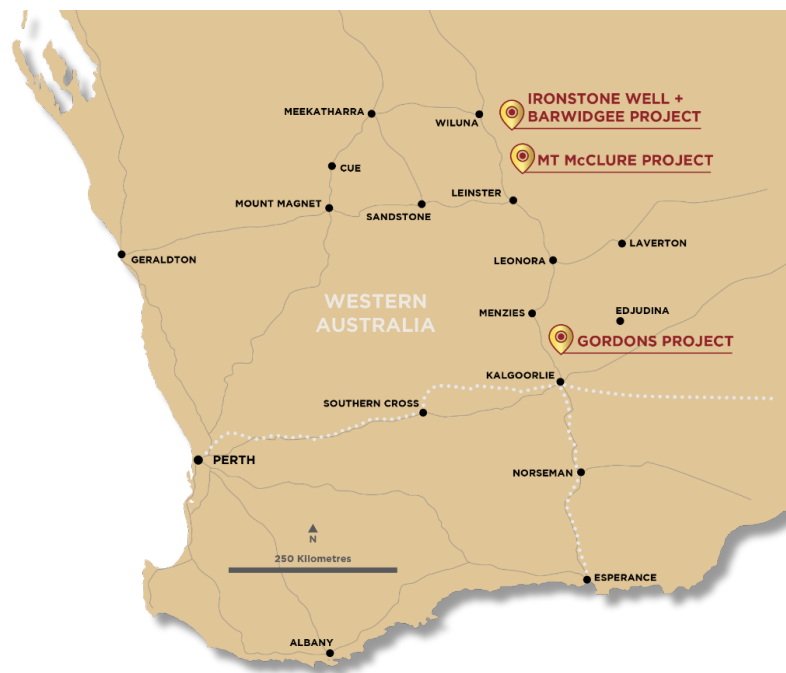 IRONSTONE WELL +
BARWIDGEE PROJECT
MEEKATHARRA
WILUNA
MT McCLURE PROJECT
CUE
LEINSTER
MOUNT MAGNET
SANDSTONE
LAVERTON
GERALDTON
LEONORA
WESTERN
AUSTRALIA
MENZIES
EDJUDINA
GORDONS PROJECT
KALGOORLIE
SOUTHERN CROSS
PERTH
NORSEMAN
N
250 Kilometres
ESPERANCE
ALBANY